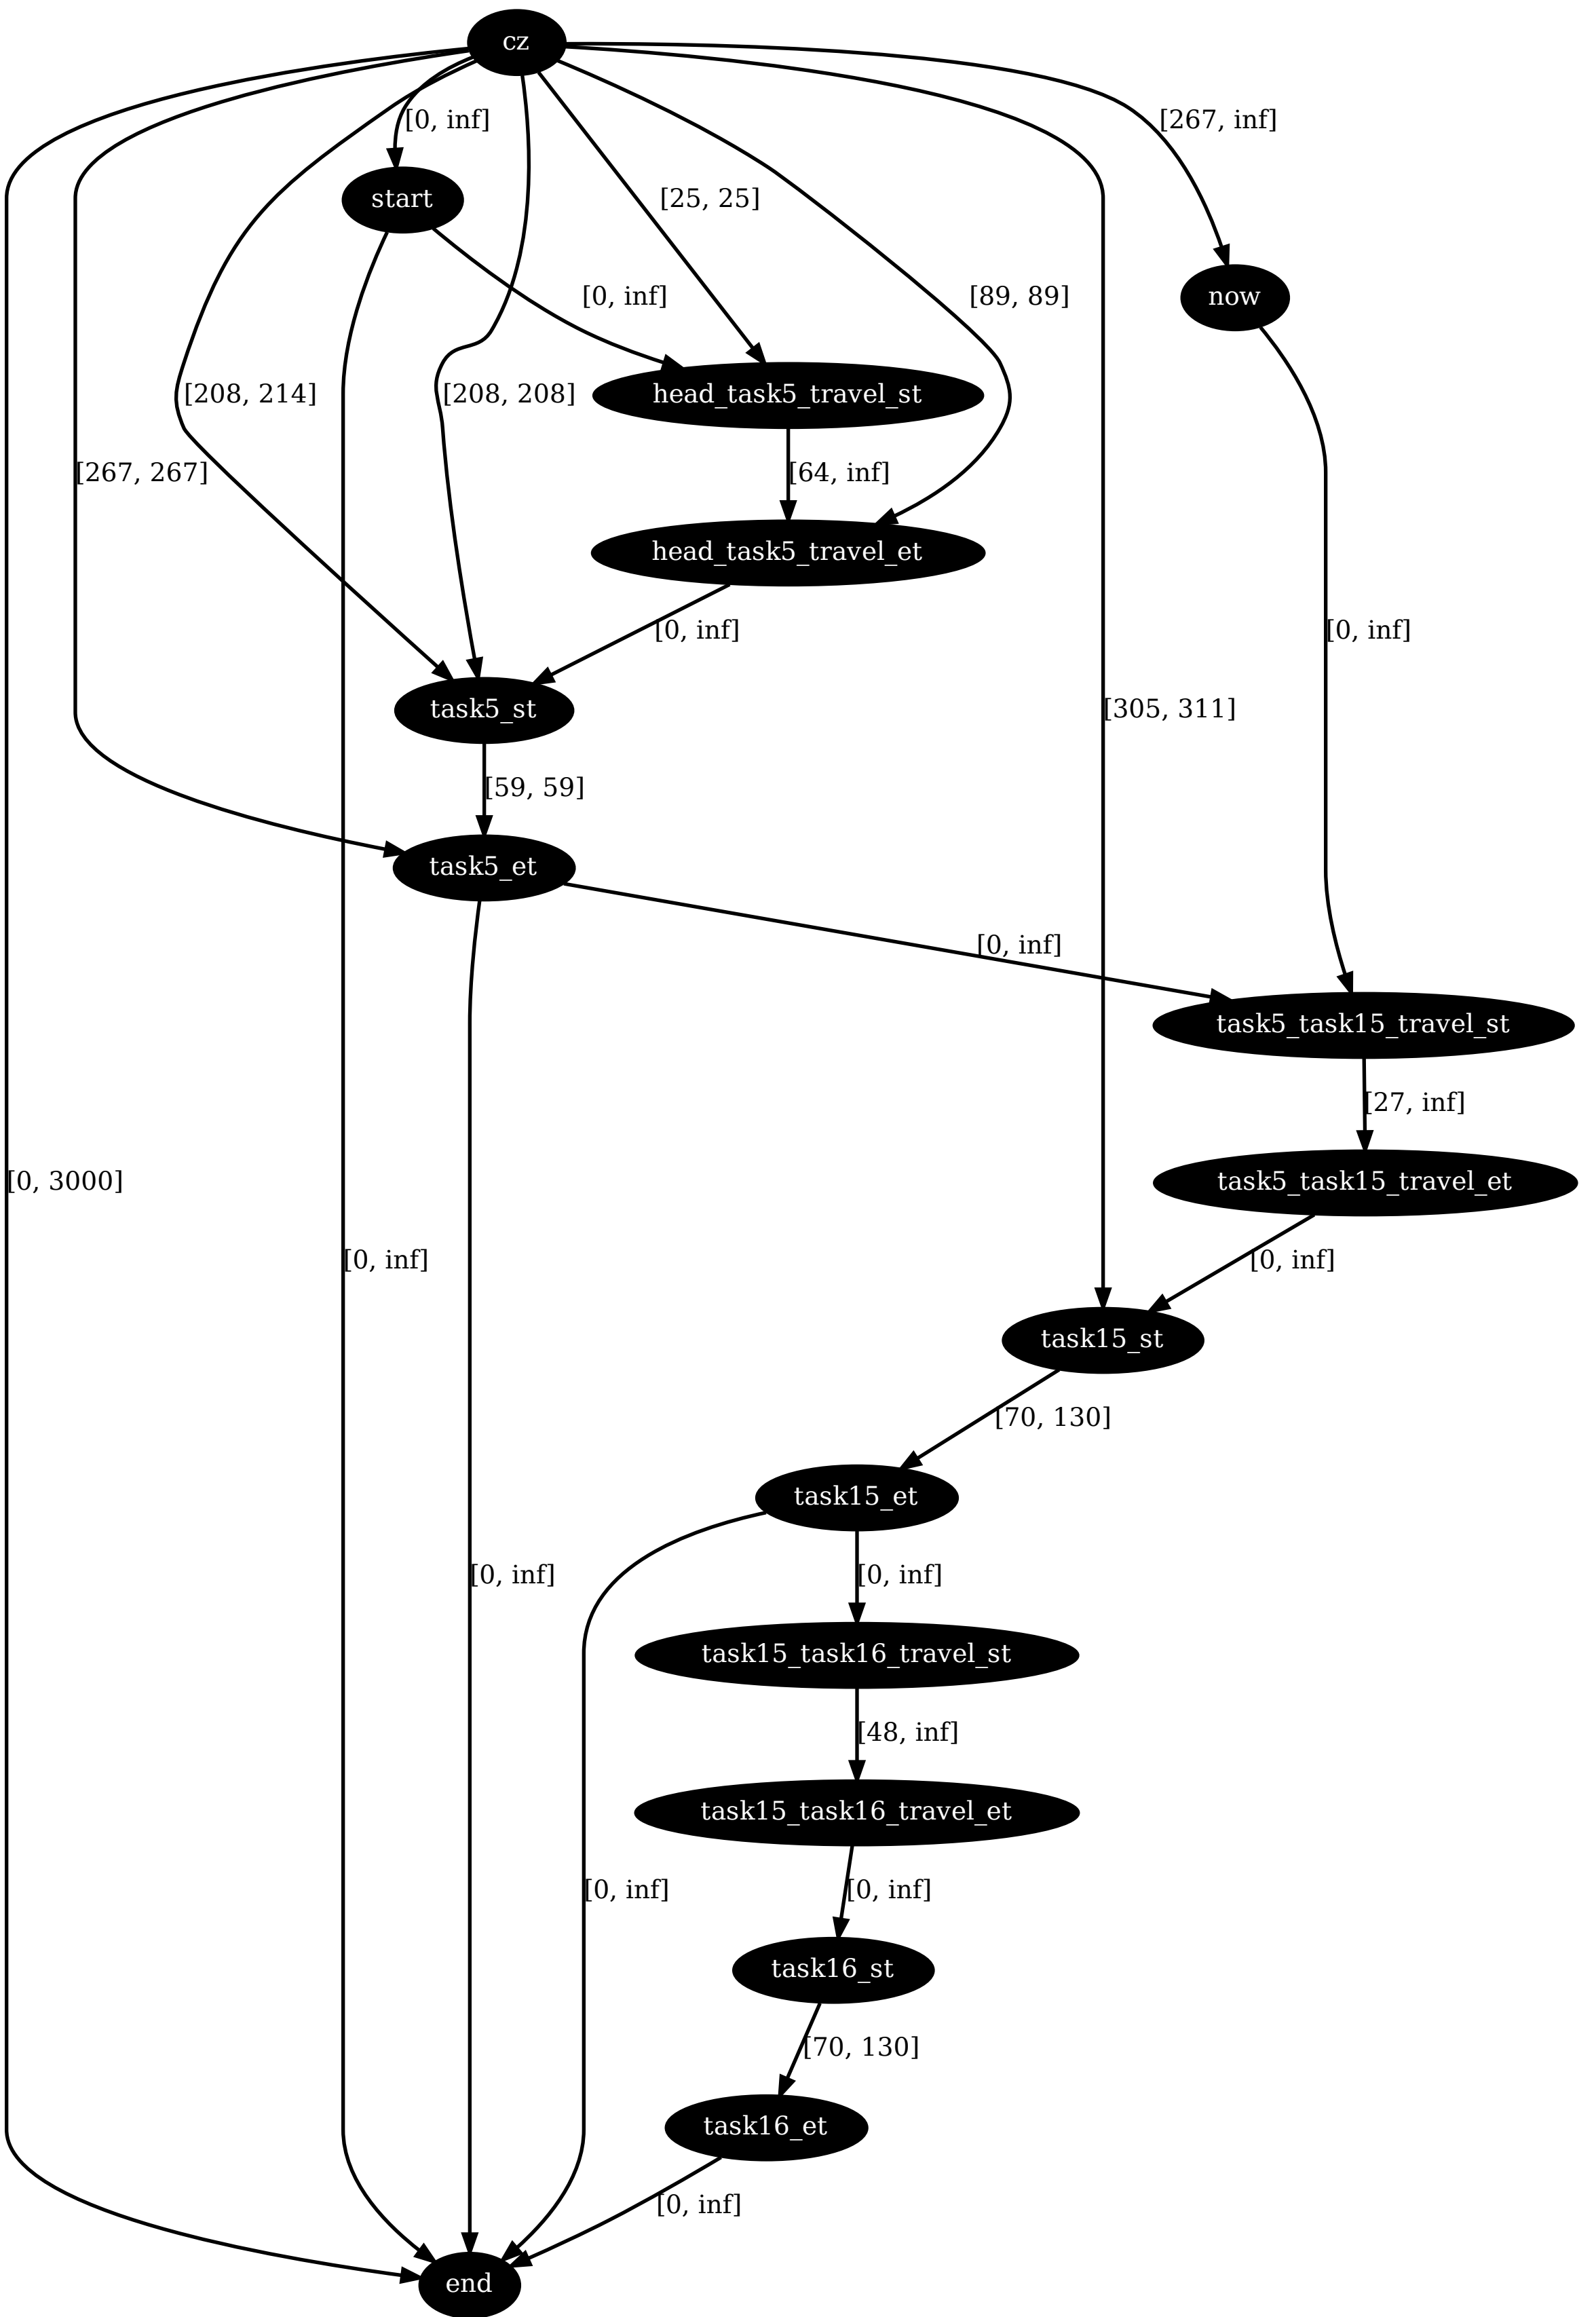 cz
[0, inf]
[267, inf]
start
[25, 25]
[0, inf]
[89, 89]
now
[208, 214]
[208, 208]
head_task5_travel_st
[267, 267]
[64, inf]
head_task5_travel_et
[0, inf]
[0, inf]
task5_st
[305, 311]
[59, 59]
task5_et
[0, inf]
task5_task15_travel_st
[27, inf]
[0, 3000]
task5_task15_travel_et
[0, inf]
[0, inf]
task15_st
[70, 130]
task15_et
[0, inf]
[0, inf]
task15_task16_travel_st
[48, inf]
task15_task16_travel_et
[0, inf]
[0, inf]
task16_st
[70, 130]
task16_et
[0, inf]
end